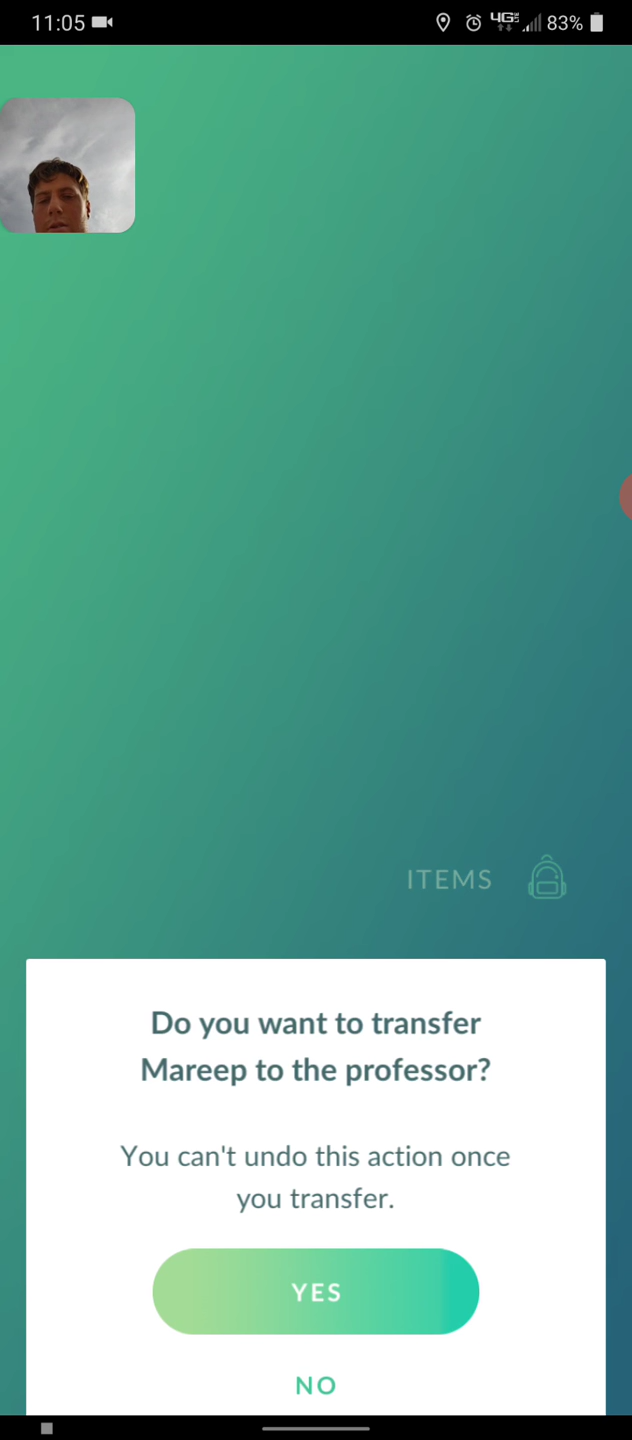 11:05 4GE 83%
ITEMS
Do you want to transfer
Mareep to the professor?
You can't undo this action once
you transfer.
YES
NO